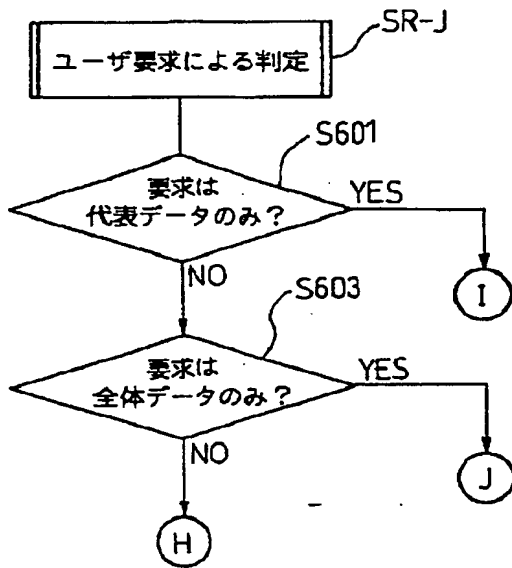 SR-J
ユーザ要求による判定
S601
要求は
代表データのみ?
YES
NO
I
S603
要求は
全体データのみ?
YES
NO
J
H